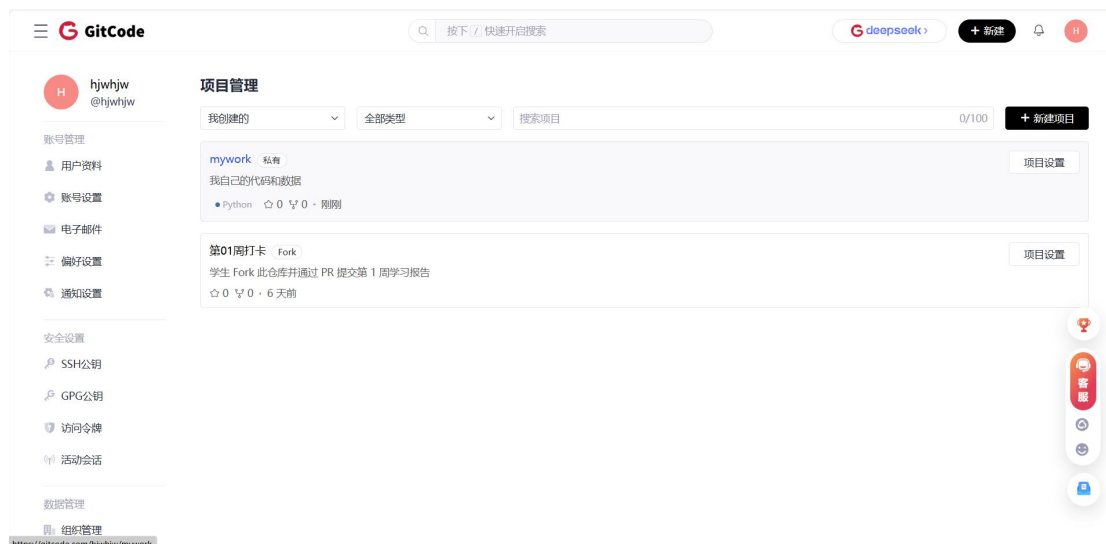 GitCode
按下 / 快速开启搜索
deepseek
+ 新建
H
H
hjwhjw
@hjwhjw
账号管理
用户资料
账号设置
电子邮件
偏好设置
通知设置
安全设置
SSH公钥
GPG公钥
访问令牌
活动会话
数据管理
组织管理
项目管理
我创建的
全部类型
搜索项目
0/100
+ 新建项目
mywork 私有
项目设置
我自己的代码和数据
Python 0 0 · 刚刚
第01周打卡 Fork
项目设置
学生 Fork 此仓库并通过 PR 提交第 1 周学习报告
0 0 · 6 天前
客服
https://gitcode.com/hjwhjw/mywork